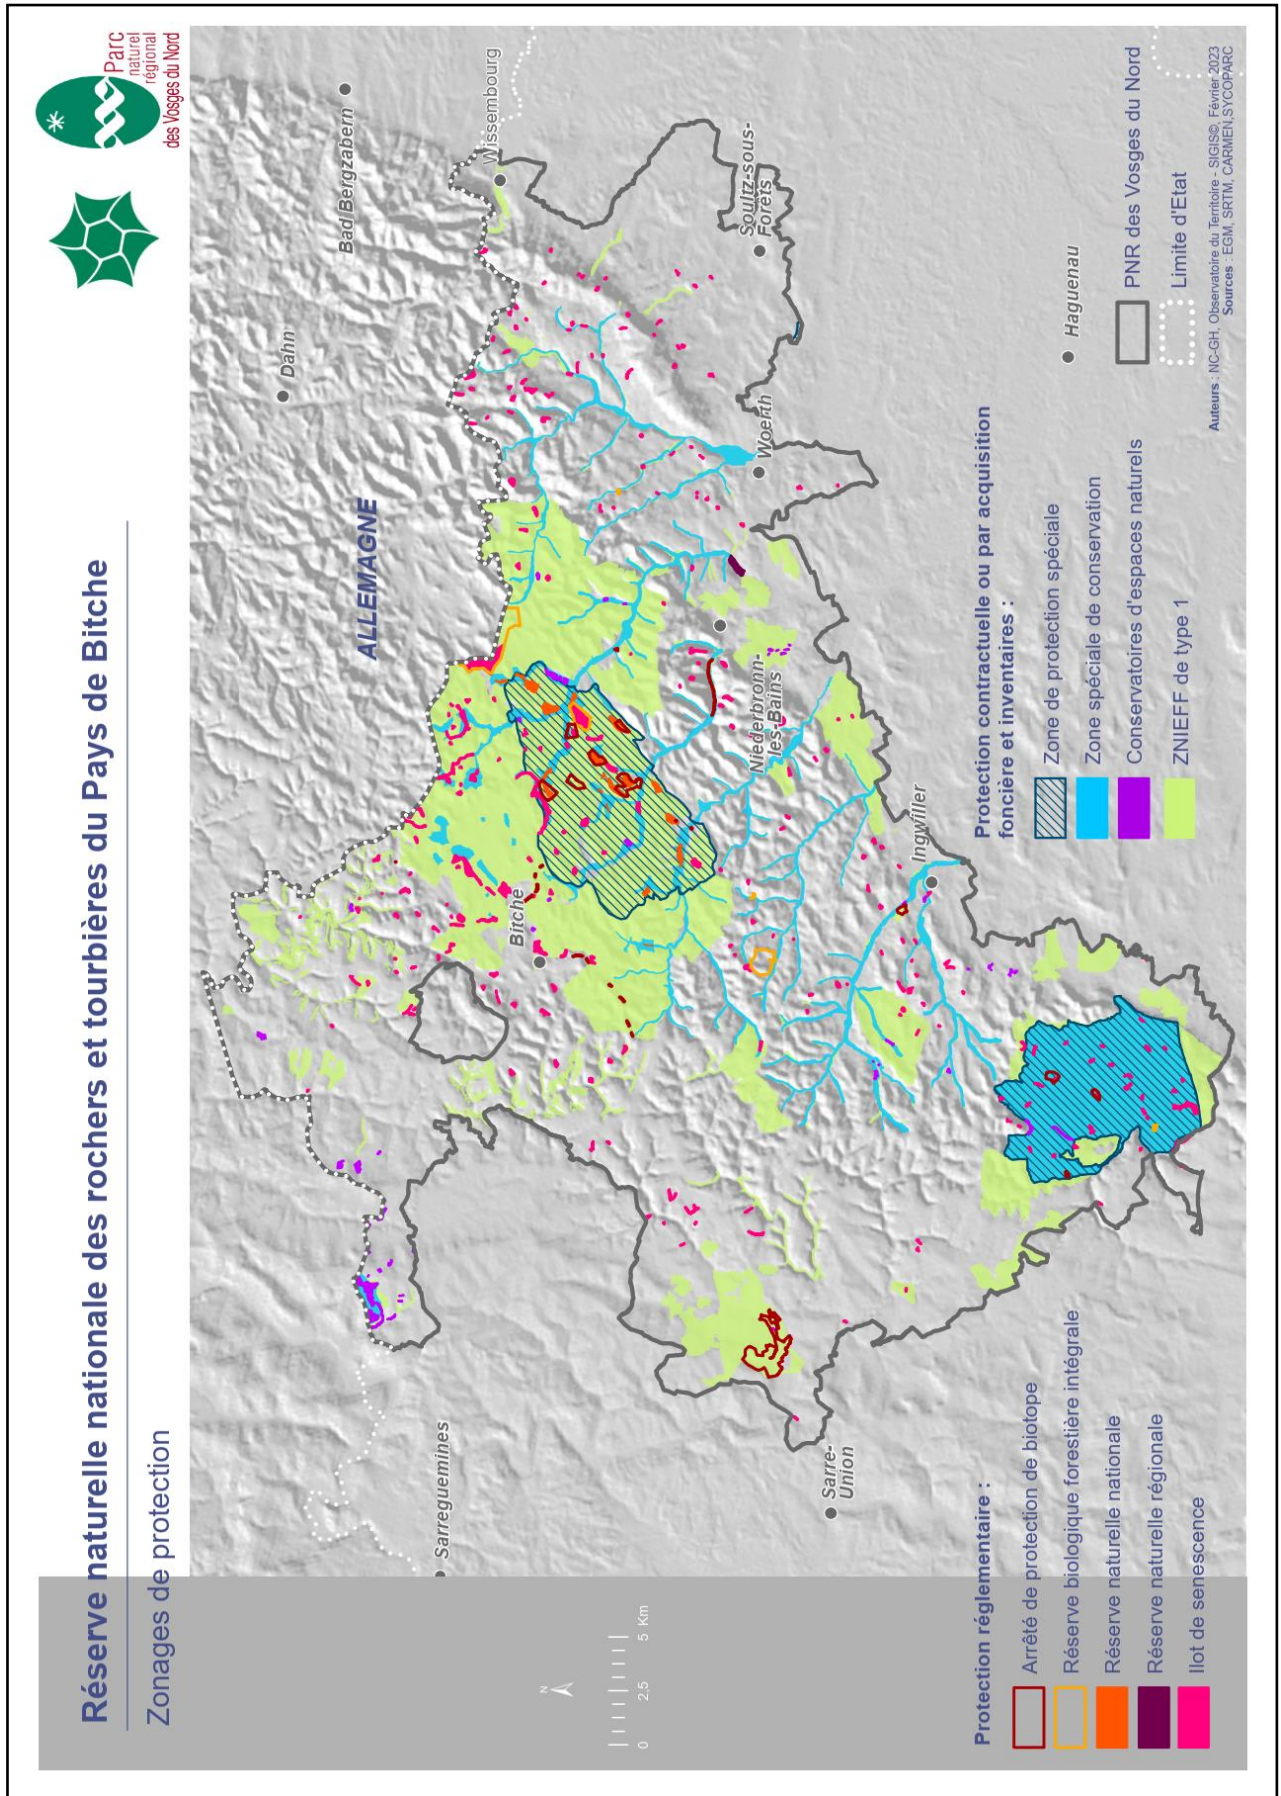 Réserve naturelle nationale des rochers et tourbières du Pays de Bitche
Zonages de protection
Parc
naturel
régional
des Vosges du Nord
ALLEMAGNE
Dahn
Bad Bergzabern
Wissembourg
Sarreguemines
Bitche
Soultz-sous-
Forêts
Woerth
Niederbronn-
les-Bains
Sarre-
Union
Ingwiller
Haguenau
N
0 2,5 5 Km
Protection réglementaire :
Arrêté de protection de biotope
Réserve biologique forestière intégrale
Réserve naturelle nationale
Réserve naturelle régionale
Ilot de senescence
Protection contractuelle ou par acquisition
foncière et inventaires :
Zone de protection spéciale
Zone spéciale de conservation
Conservatoires d'espaces naturels
ZNIEFF de type 1
PNR des Vosges du Nord
Limite d'Etat
Auteurs : NC-GH, Observatoire du Territoire - SIGIS©, Février 2023
Sources : EGM, SRTM, CARMEN,SYCOPARC